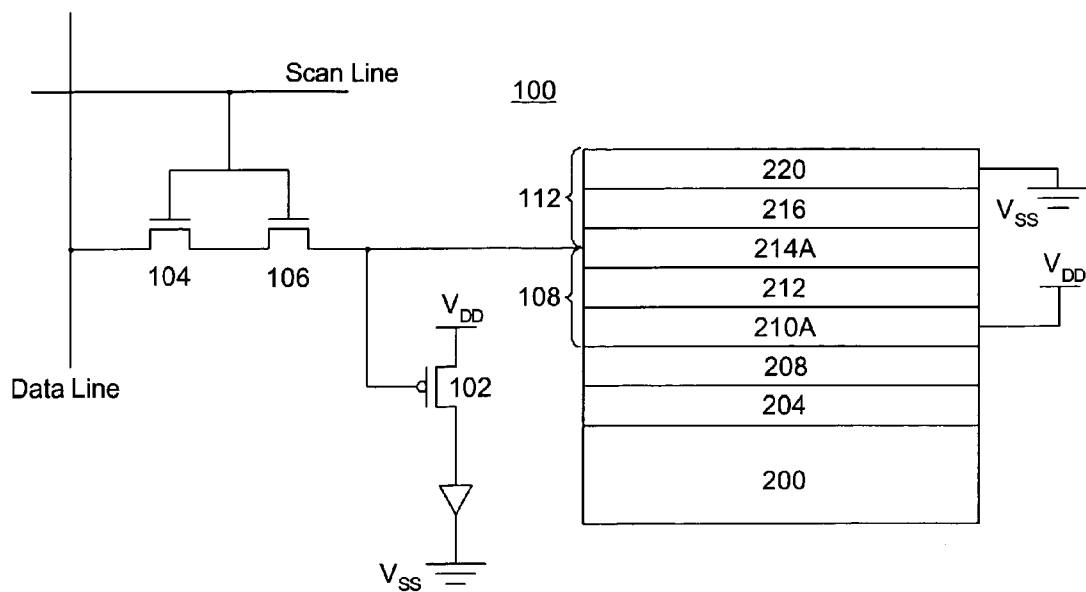 Scan Line
100
220
112
216
V_SS
104
106
214A
108
212
V_DD
V_DD
210A
Data Line
102
208
204
200
V_SS